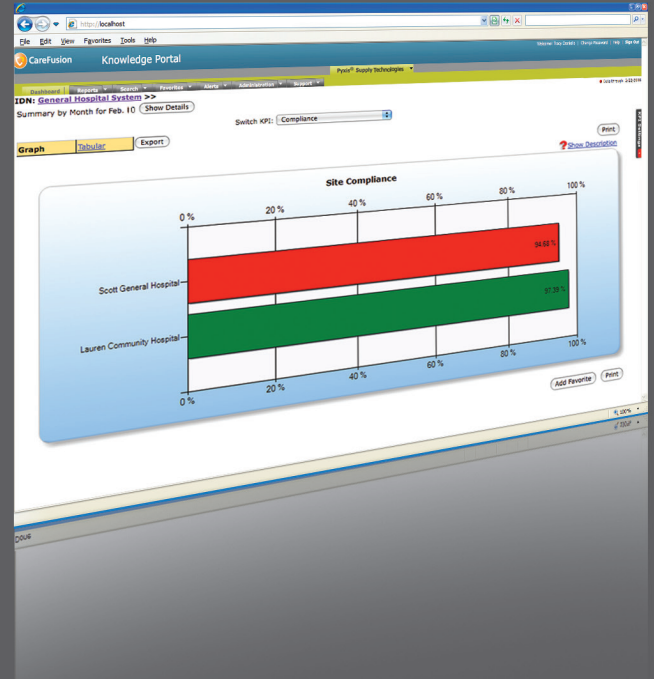 http://localhost
File Edit View Favorites Tools Help
CareFusion Knowledge Portal
Pyxis® Supply Technologies
Dashboard Reports Search Favorites Alerts Administration Support
IDN: General Hospital System >>
Summary by Month for Feb. 10 Show Details
Switch KPI: Compliance
Print
Graph Tabular Export
?Show Description
Site Compliance
0 % 20 % 40 % 60 % 80 % 100 %
Scott General Hospital
Lauren Community Hospital
97.39 %
0 % 20 % 40 % 60 % 80 % 100 %
Add Favorite Print
100%